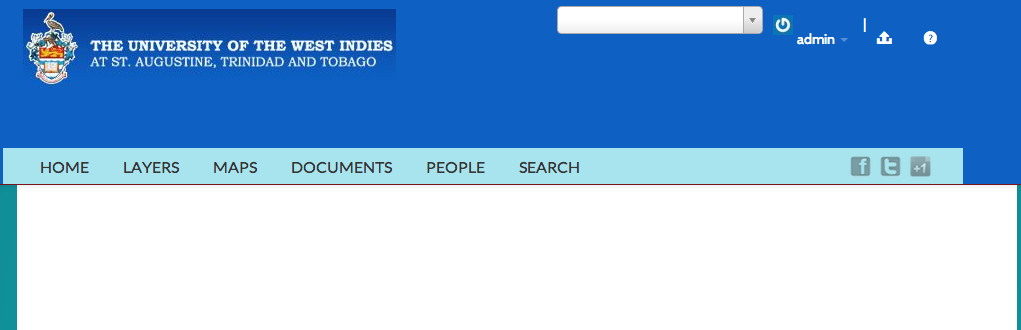 THE UNIVERSITY OF THE WEST INDIES
AT ST. AUGUSTINE, TRINIDAD AND TOBAGO
admin
|
?
HOME LAYERS MAPS DOCUMENTS PEOPLE SEARCH
f t +1